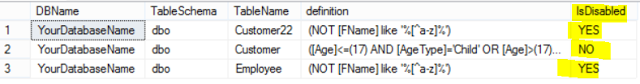 DBName TableSchema TableName definition IsDisabled
1 YourDatabaseName dbo Customer22 (NOT [FName] like '%[^a-z]%') YES
2 YourDatabaseName dbo Customer ([Age]<=(17) AND [AgeType]='Child' OR [Age]>(17)... NO
3 YourDatabaseName dbo Employee (NOT [FName] like '%[^a-z]%') YES